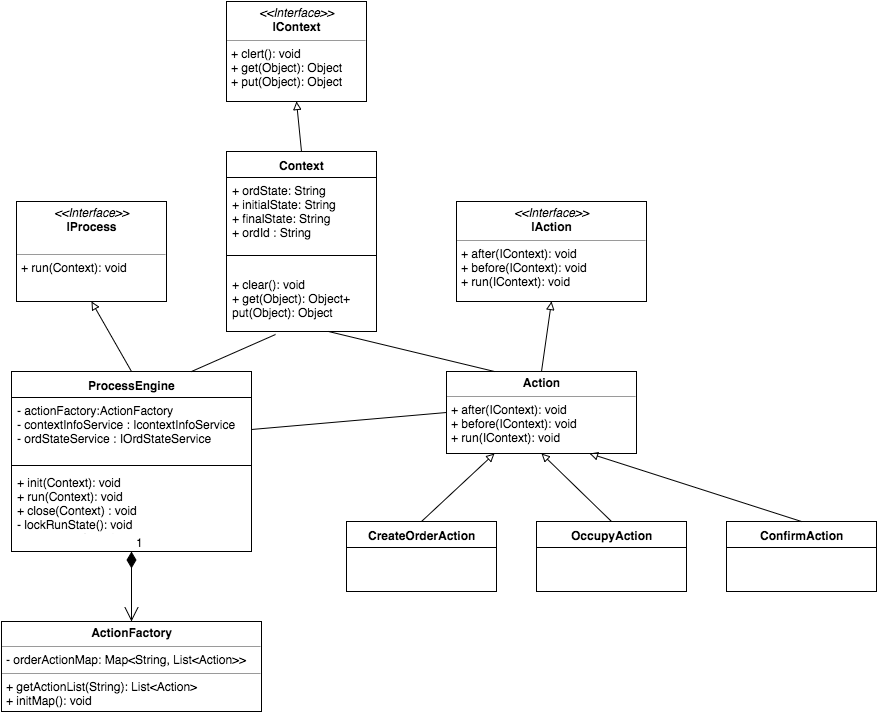 <<Interface>>
IContext
+ clert(): void
+ get(Object): Object
+ put(Object): Object
Context
+ ordState: String
+ initialState: String
+ finalState: String
+ ordId : String
+ clear(): void
+ get(Object): Object+
put(Object): Object
<<Interface>>
IProcess
+ run(Context): void
<<Interface>>
IAction
+ after(IContext): void
+ before(IContext): void
+ run(IContext): void
ProcessEngine
- actionFactory:ActionFactory
- contextInfoService : IcontextInfoService
- ordStateService : IOrdStateService
+ init(Context): void
+ run(Context): void
+ close(Context) : void
- lockRunState(): void
1
Action
+ after(IContext): void
+ before(IContext): void
+ run(IContext): void
CreateOrderAction
OccupyAction
ConfirmAction
ActionFactory
- orderActionMap: Map<String, List<Action>>
+ getActionList(String): List<Action>
+ initMap(): void